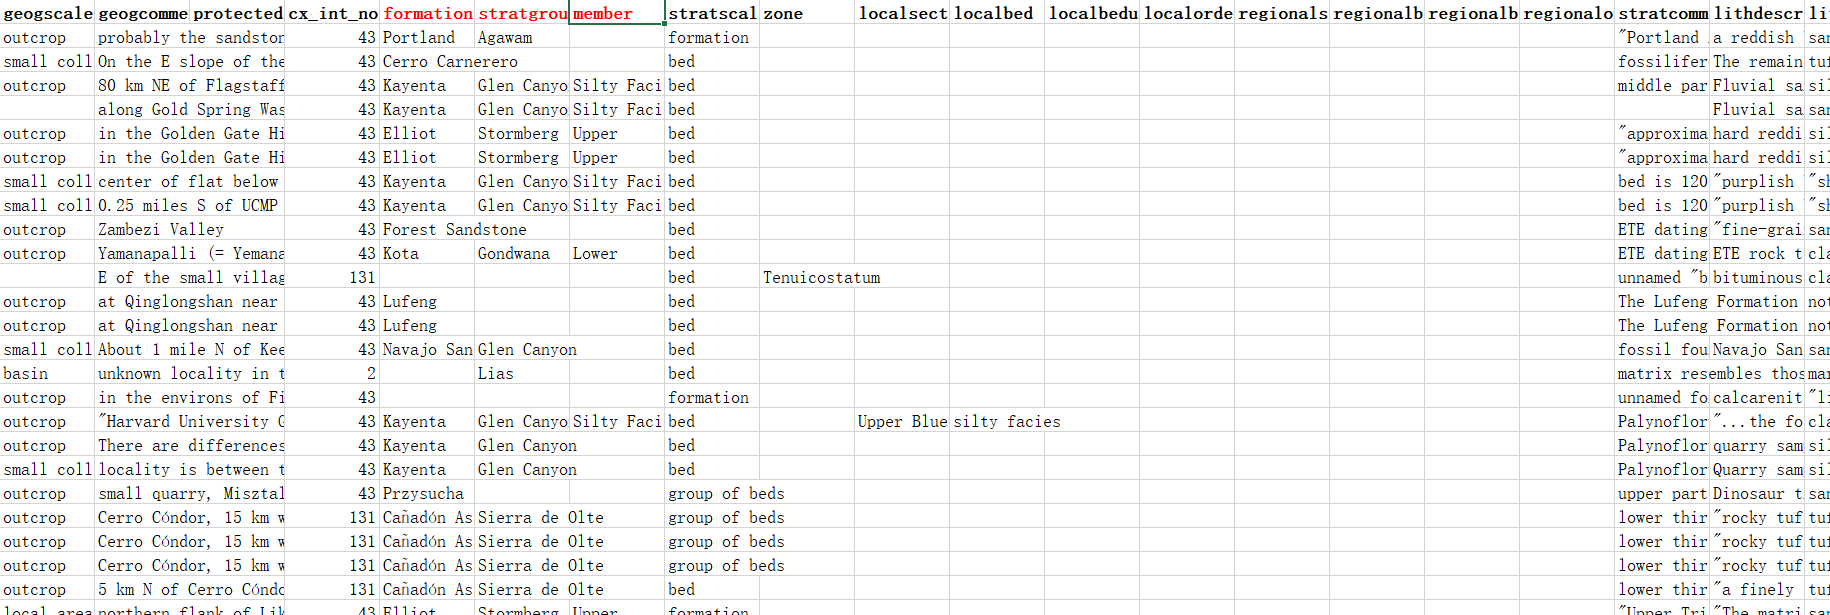 geogscale geogcomme protected cx_int_no formation stratgrou member stratscal zone localsect localbed localbedu localorde regionals regionalb regionalb regionalo stratcomm lithdescr li
outcrop probably the sandston 43 Portland Agawam formation "Portland a reddish san
small coll On the E slope of the 43 Cerro Carnerero bed fossilifer The remain tuf
outcrop 80 km NE of Flagstaff 43 Kayenta Glen Canyo Silty Faci bed middle par Fluvial sa sil
along Gold Spring Was 43 Kayenta Glen Canyo Silty Faci bed Fluvial sa san
outcrop in the Golden Gate Hi 43 Elliot Stormberg Upper bed "approxima hard reddi sil
outcrop in the Golden Gate Hi 43 Elliot Stormberg Upper bed "approxima hard reddi sil
small coll center of flat below 43 Kayenta Glen Canyo Silty Faci bed bed is 120 "purplish "sh
small coll 0.25 miles S of UCMP 43 Kayenta Glen Canyo Silty Faci bed bed is 120 "purplish "sh
outcrop Zambezi Valley 43 Forest Sandstone bed ETE dating "fine-grai san
outcrop Yamanapalli (= Yemana 43 Kota Gondwana Lower bed ETE dating ETE rock t cla
E of the small villag 131 bed Tenuicostatum unnamed "b bituminous cla
outcrop at Qinglongshan near 43 Lufeng bed The Lufeng Formation not
outcrop at Qinglongshan near 43 Lufeng bed The Lufeng Formation not
small coll About 1 mile N of Kee 43 Navajo San Glen Canyon bed fossil fou Navajo San san
basin unknown locality in t 2 Lias bed matrix resembles thos mar
outcrop in the environs of Fi 43 formation unnamed fo calcarenit "li
outcrop "Harvard University Q 43 Kayenta Glen Canyo Silty Faci bed Upper Blue silty facies Palynoflor "...the fo cla
outcrop There are differences 43 Kayenta Glen Canyon bed Palynoflor quarry sam sil
small coll locality is between t 43 Kayenta Glen Canyon bed Palynoflor Quarry sam sil
outcrop small quarry, Misztal 43 Przysucha group of beds upper part Dinosaur t san
outcrop Cerro Cóndor, 15 km w 131 Cañadón As Sierra de Olte group of beds lower thir "rocky tuf tuf
outcrop Cerro Cóndor, 15 km w 131 Cañadón As Sierra de Olte group of beds lower thir "rocky tuf tuf
outcrop Cerro Cóndor, 15 km w 131 Cañadón As Sierra de Olte group of beds lower thir "rocky tuf tuf
outcrop 5 km N of Cerro Cóndo 131 Cañadón As Sierra de Olte bed lower thir "a finely tuf
local area northern flank of Lik 43 Elliot Stormberg Upper formation "Upper Tri "The matri san